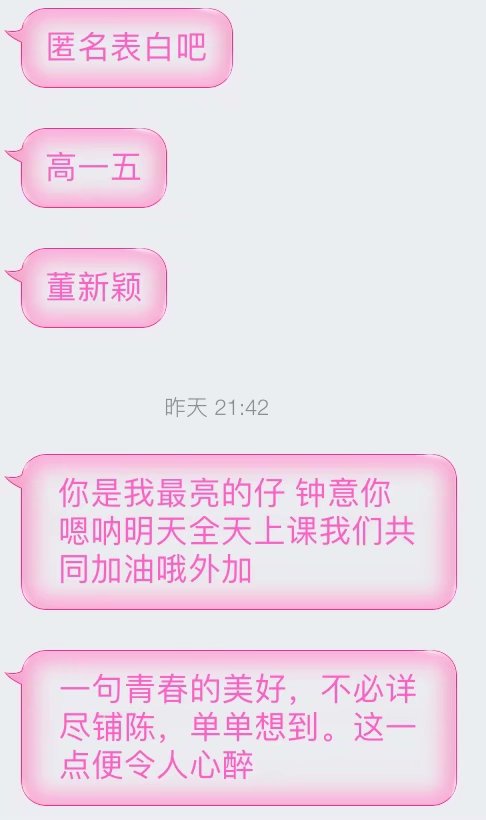 匿名表白吧
高一五
董新颖
昨天 21:42
你是我最亮的仔 钟意你
嗯呐明天全天上课我们共
同加油哦外加
一句青春的美好，不必详
尽铺陈，单单想到。这一
点便令人心醉